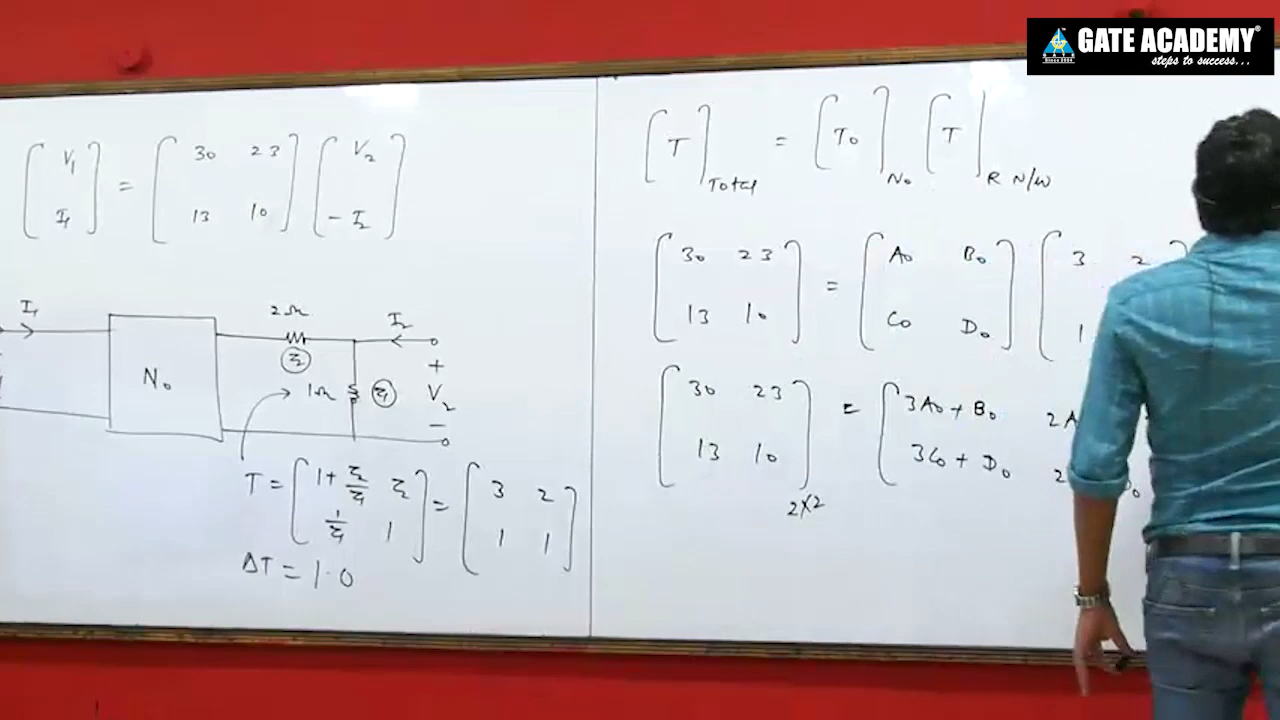 GATE ACADEMY®
steps to success...
[V₁ I₁] = [30 23 13 10] [V₂ -I₂]
I₁
2Ω
I₂
Z₂
N₀
1Ω
Z₁
+
V₂
-
T = [1+Z₂/Z₁ Z₂ 1/Z₁ 1] = [3 2 1 1]
ΔT = 1.0
[T]Total = [T₀]N₀ [T]R N/W
[30 23 13 10] = [A₀ B₀ C₀ D₀] [3 2 1
[30 23 13 10]2X2 = [3A₀ + B₀ 2A 3C₀ + D₀ 2 D₀